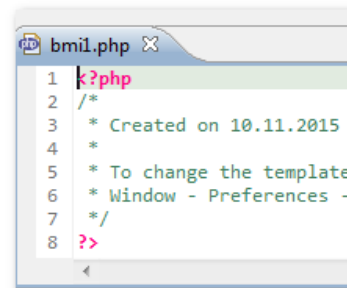 php bmi1.php
1 <?php
2 /*
3  * Created on 10.11.2015
4  *
5  * To change the template
6  * Window - Preferences -
7  */
8 ?>